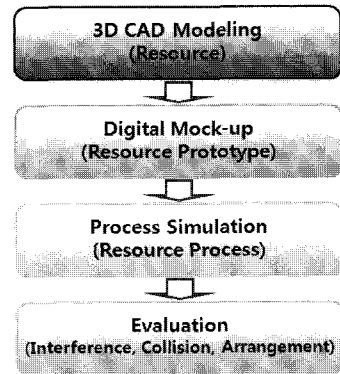 3D CAD Modeling
(Resource)
Digital Mock-up
(Resource Prototype)
Process Simulation
(Resource Process)
Evaluation
(Interference, Collision, Arrangement)